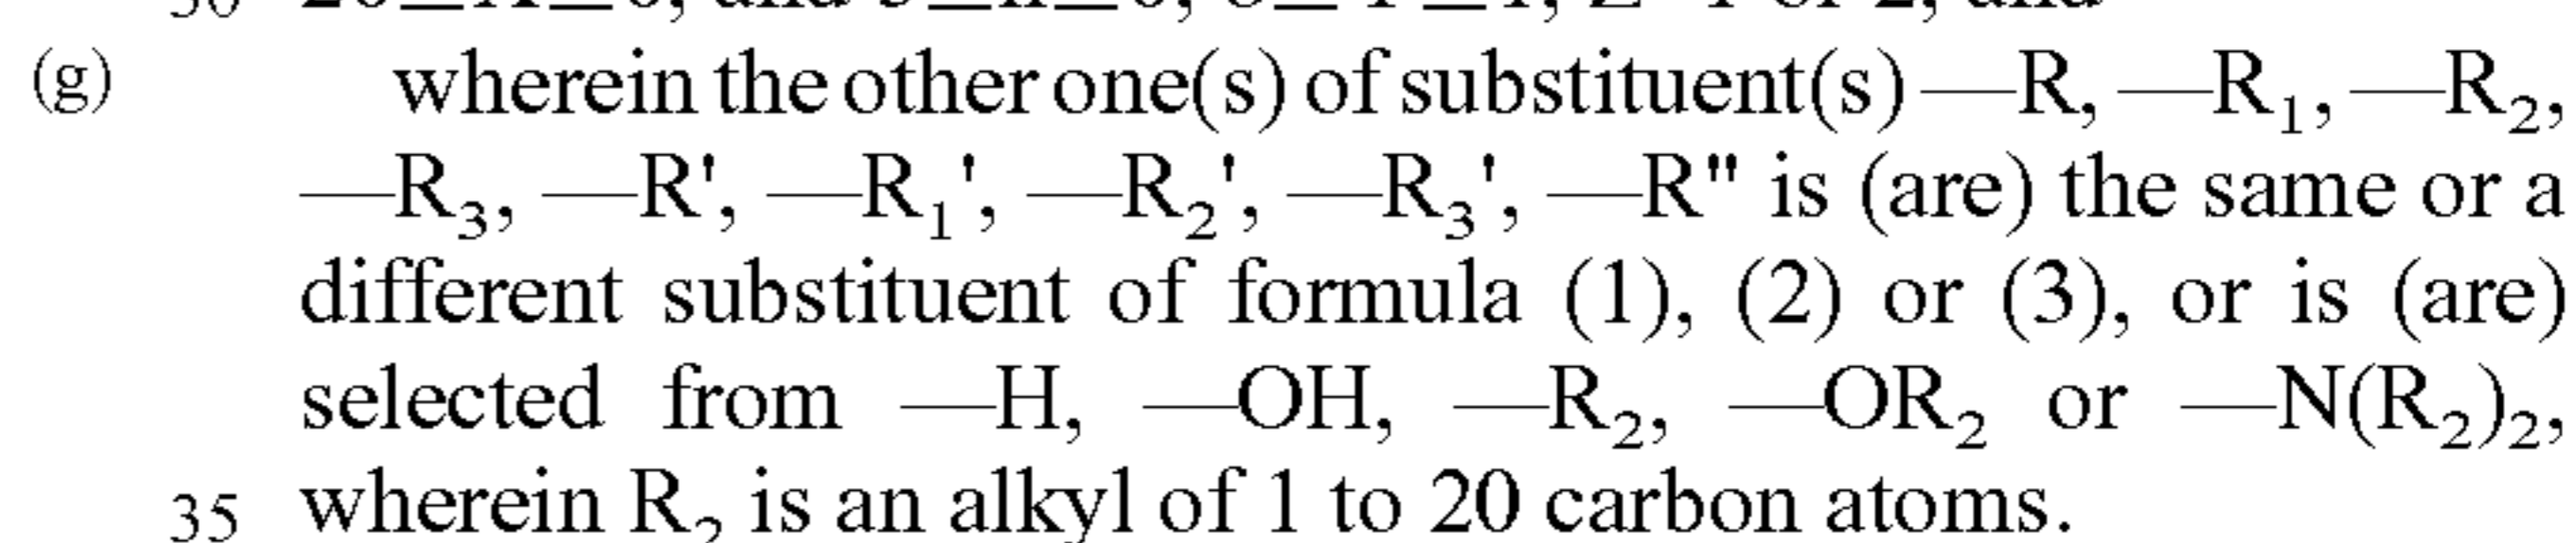 (g) wherein the other one(s) of substituent(s) —R, —R₁, —R₂,
—R₃, —R', —R₁', —R₂', —R₃', —R" is (are) the same or a
different substituent of formula (1), (2) or (3), or is (are)
selected from —H, —OH, —R₂, —OR₂ or —N(R₂)₂,
35 wherein R₂ is an alkyl of 1 to 20 carbon atoms.